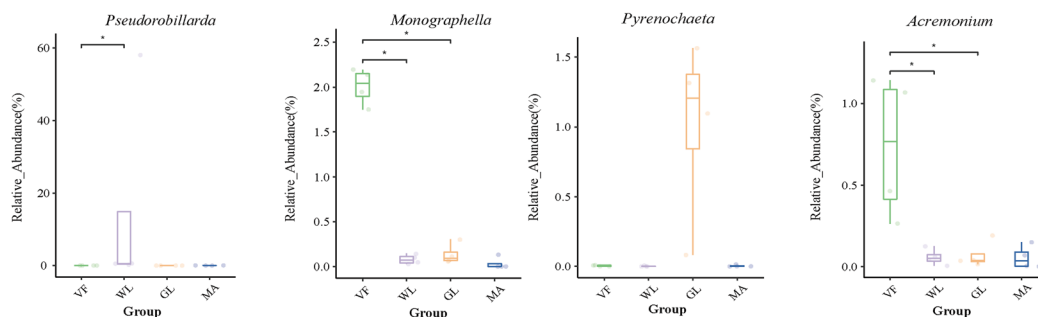 Pseudorobillarda
Relative_Abundance(%)
60
40
20
0
*
VF
WL
GL
MA
Group
Monographella
Relative_Abundance(%)
2.5
2.0
1.5
1.0
0.5
0.0
*
*
VF
WL
GL
MA
Group
Pyrenochaeta
Relative_Abundance(%)
1.5
1.0
0.5
0.0
VF
WL
GL
MA
Group
Acremonium
Relative_Abundance(%)
1.0
0.5
0.0
*
*
VF
WL
GL
MA
Group